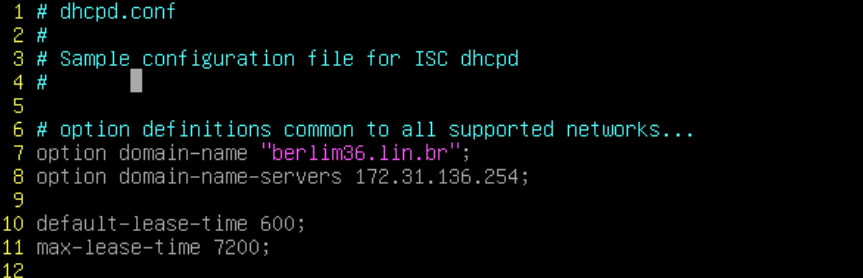 1 # dhcpd.conf
2 #
3 # Sample configuration file for ISC dhcpd
4 #
5
6 # option definitions common to all supported networks...
7 option domain-name "berlim36.lin.br";
8 option domain-name-servers 172.31.136.254;
9
10 default-lease-time 600;
11 max-lease-time 7200;
12